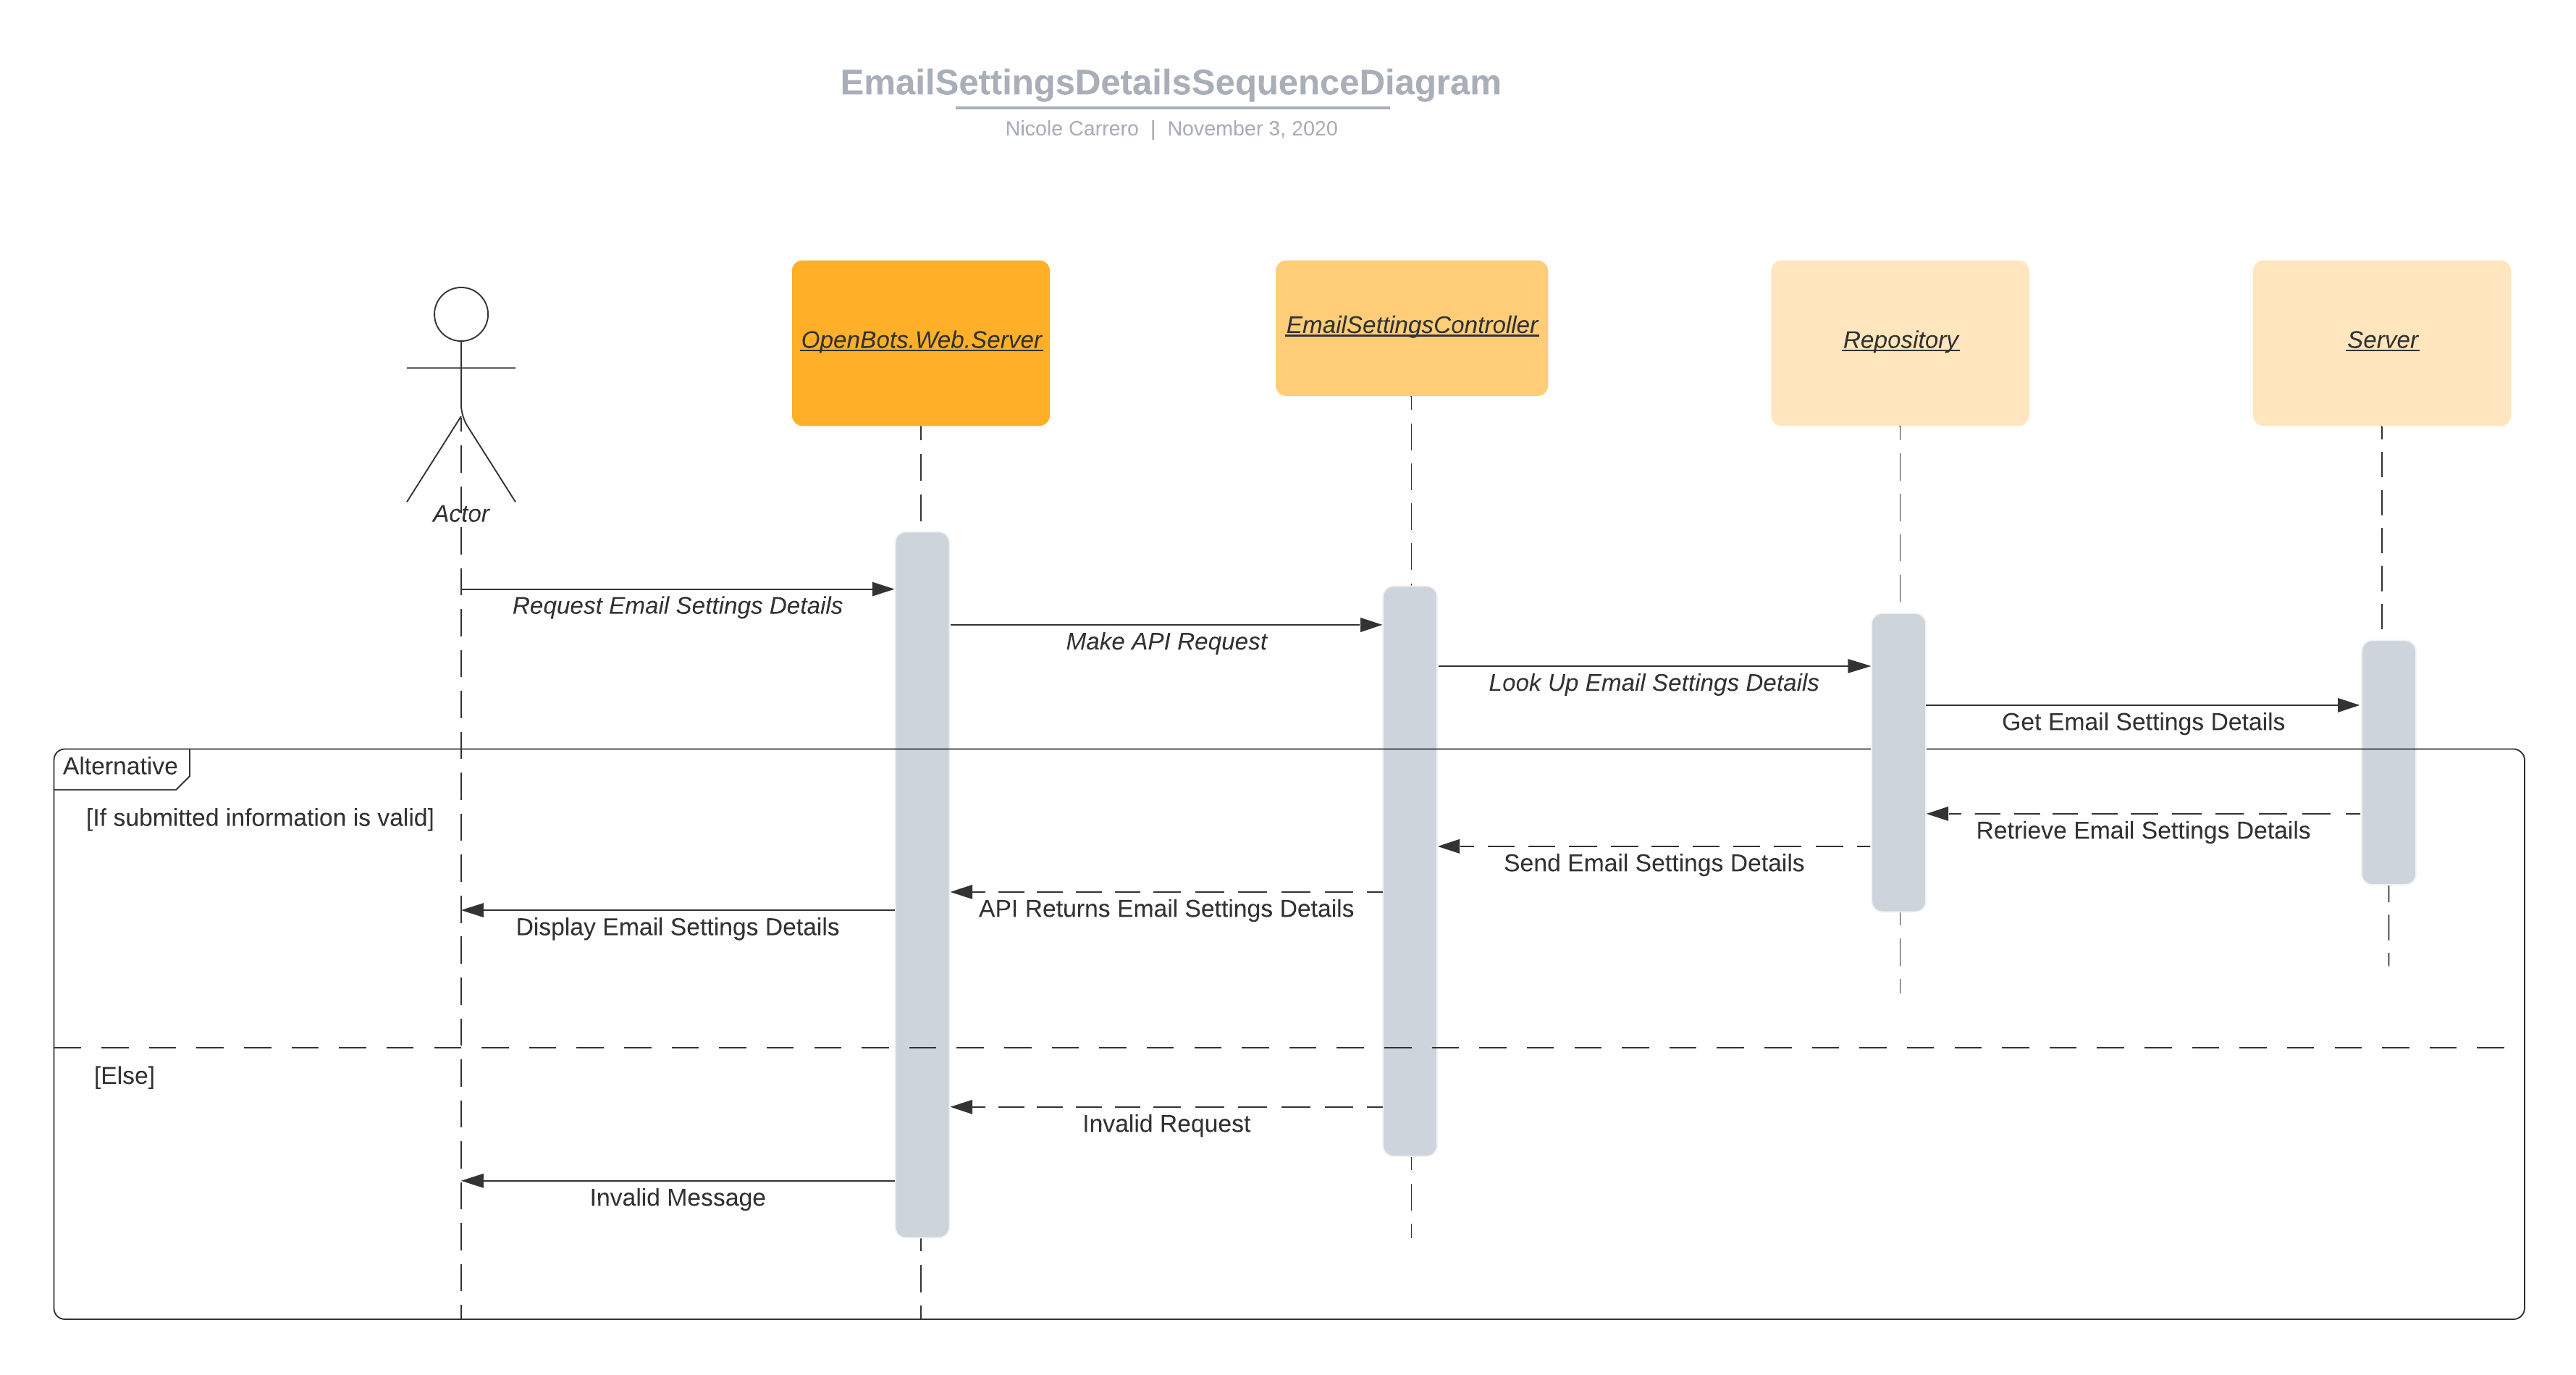 EmailSettingsDetailsSequenceDiagram
Nicole Carrero | November 3, 2020
OpenBots.Web.Server
EmailSettingsController
Repository
Server
Actor
Request Email Settings Details
Make API Request
Look Up Email Settings Details
Get Email Settings Details
Alternative
[If submitted information is valid]
Retrieve Email Settings Details
Send Email Settings Details
API Returns Email Settings Details
Display Email Settings Details
[Else]
Invalid Request
Invalid Message